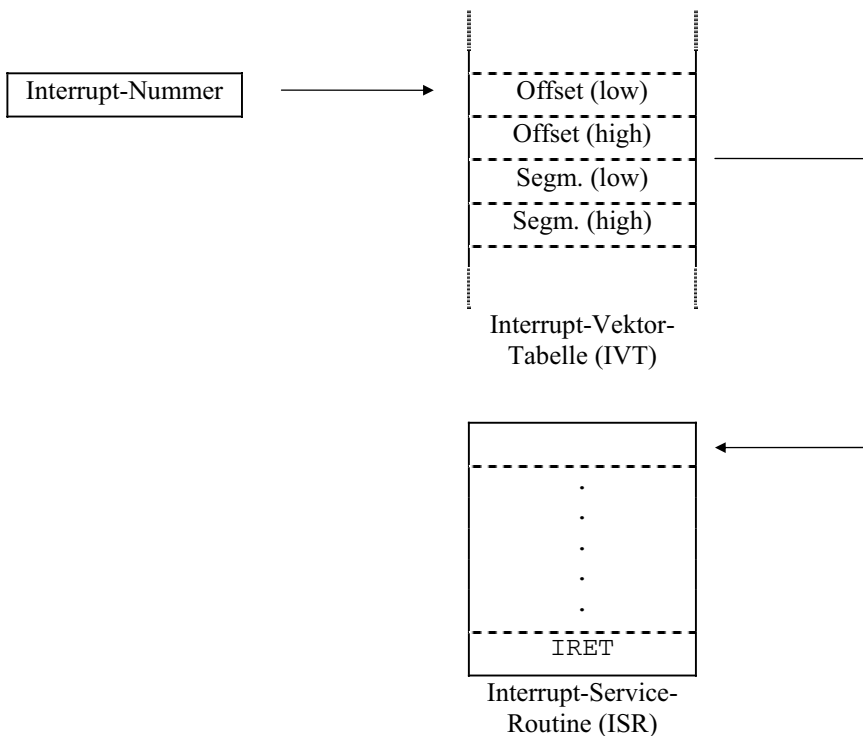 Interrupt-Nummer
Offset (low)
Offset (high)
Segm. (low)
Segm. (high)
Interrupt-Vektor-
Tabelle (IVT)
IRET
Interrupt-Service-
Routine (ISR)